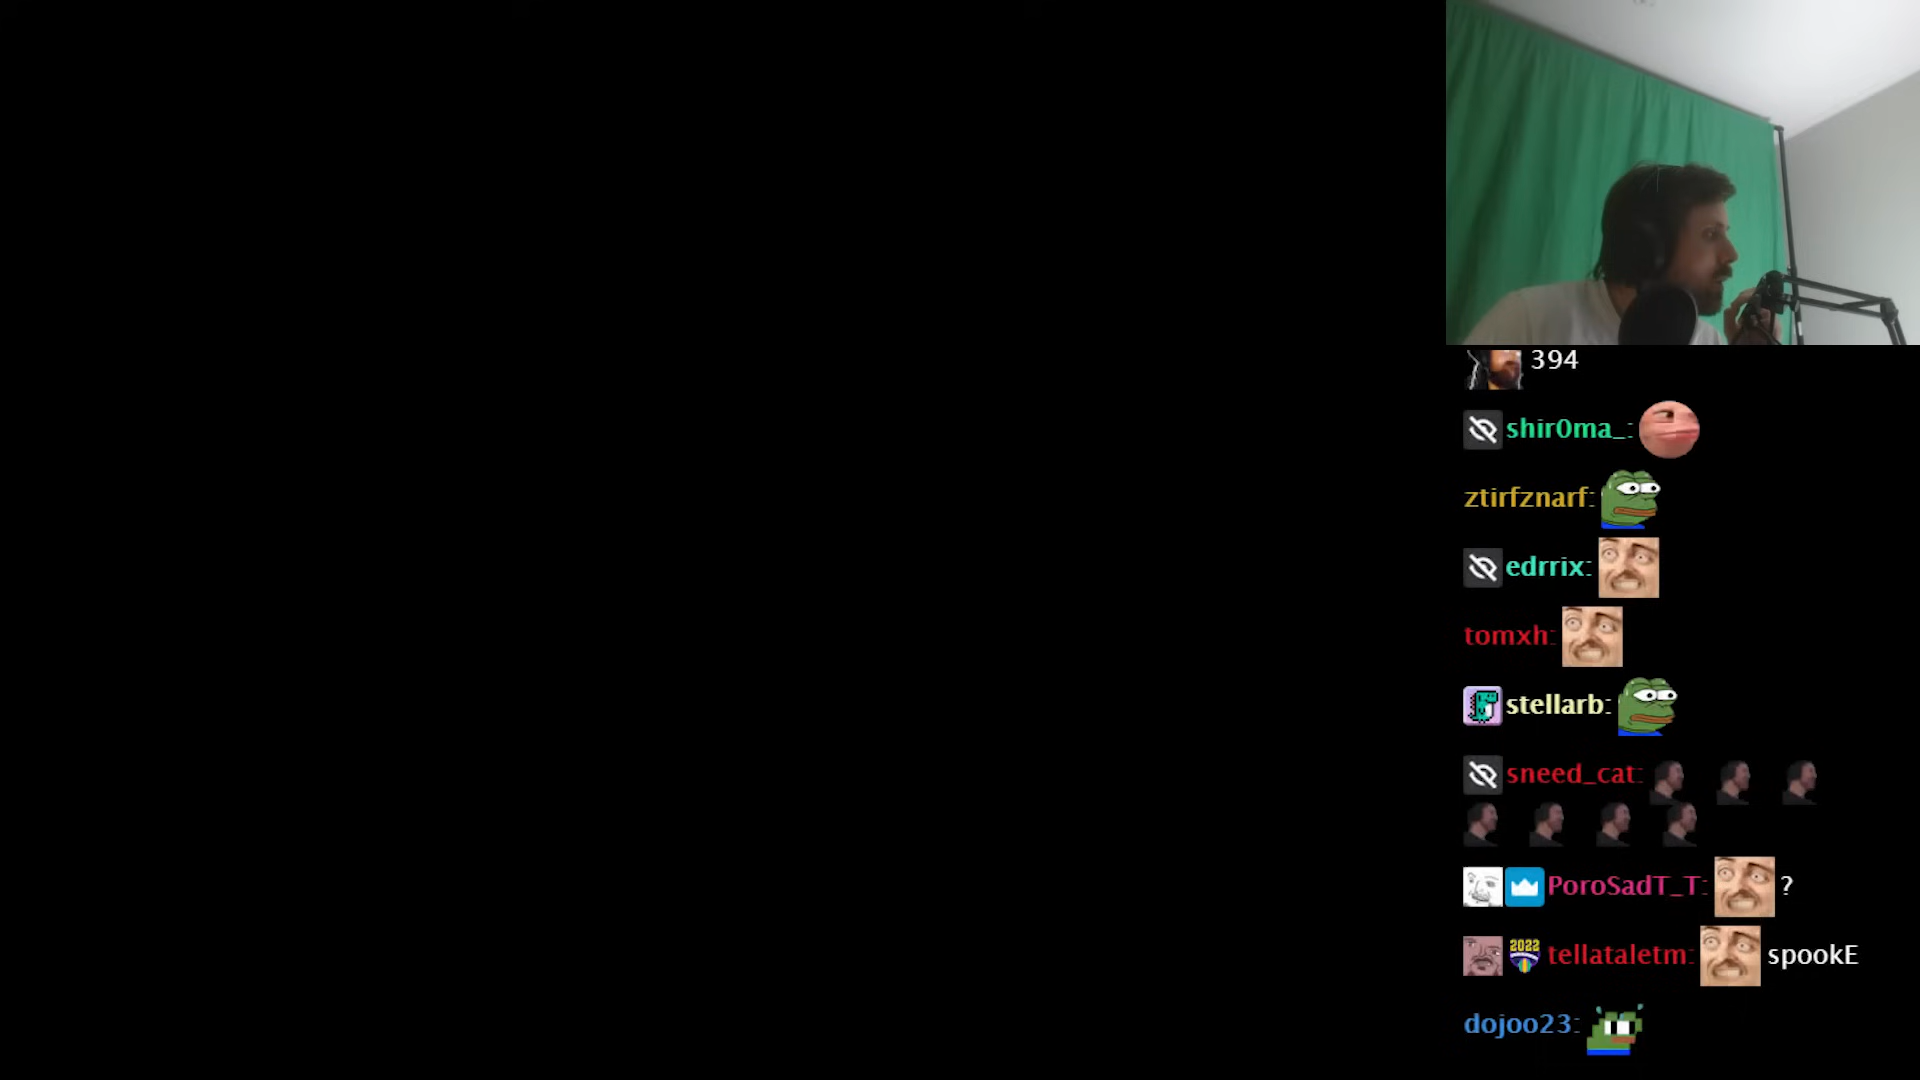 394
shir0ma_:
ztirfznarf:
edrrix:
tomxh:
stellarb:
sneed_cat:
PoroSadT_T: ?
2022
tellataletm: spookE
dojoo23: